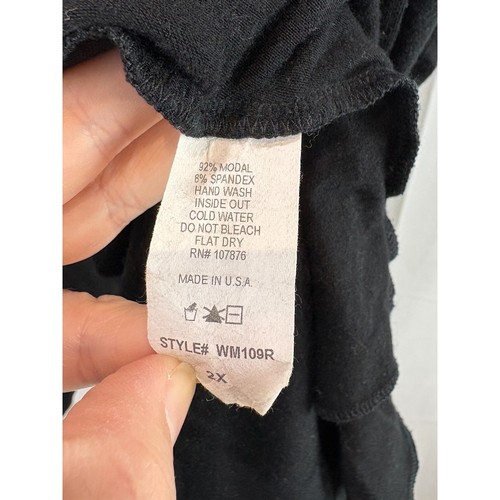 92% MODAL
8% SPANDEX
HAND WASH
INSIDE OUT
COLD WATER
DO NOT BLEACH
FLAT DRY
RN# 107876
MADE IN U.S.A.
STYLE# WM109R
2X